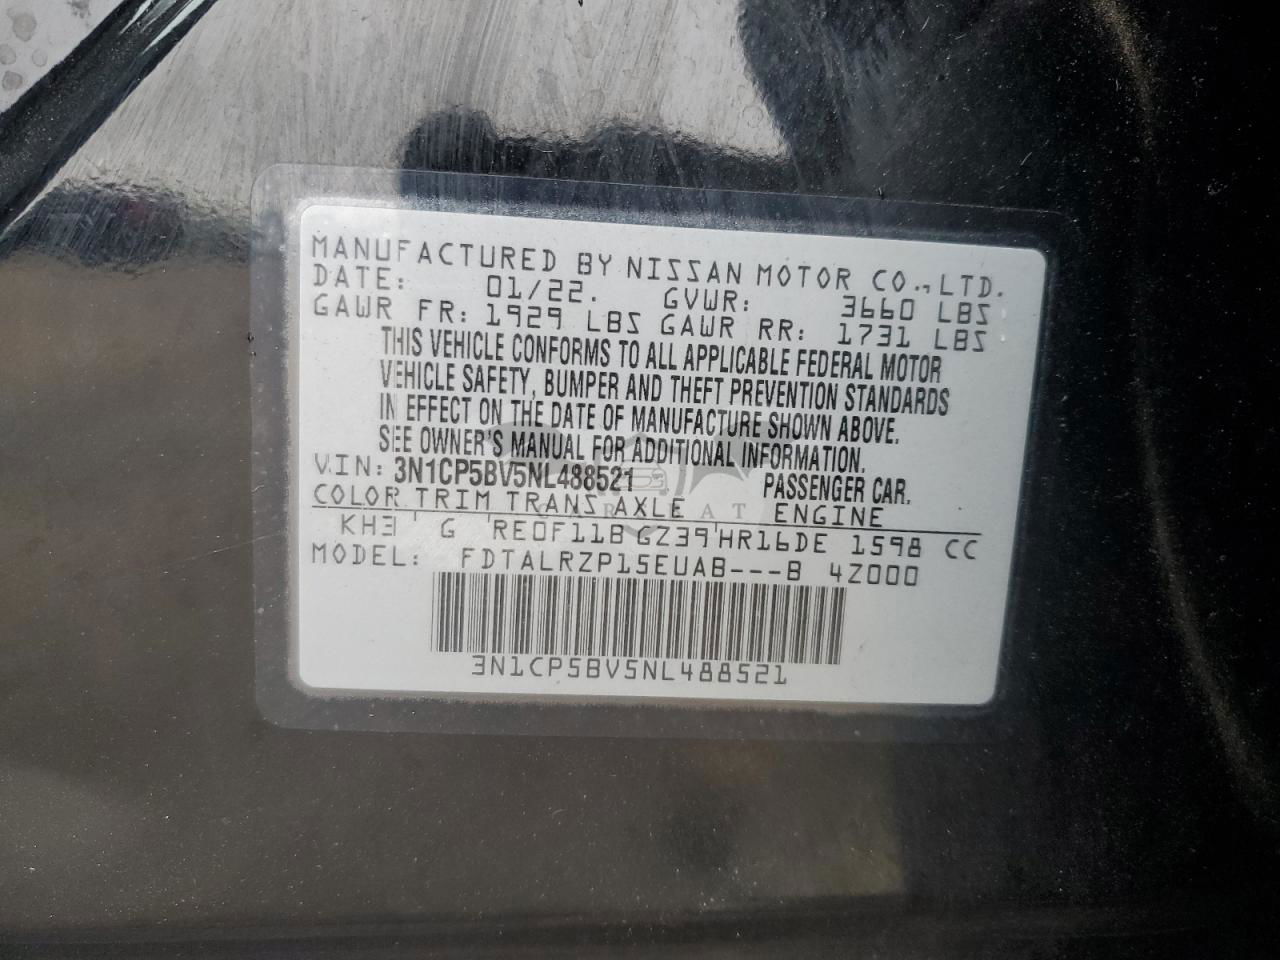 MANUFACTURED BY NISSAN MOTOR CO.,LTD.
DATE: 01/22. GVWR: 3660 LBS
GAWR FR: 1929 LBS GAWR RR: 1731 LBS
THIS VEHICLE CONFORMS TO ALL APPLICABLE FEDERAL MOTOR
VEHICLE SAFETY, BUMPER AND THEFT PREVENTION STANDARDS
IN EFFECT ON THE DATE OF MANUFACTURE SHOWN ABOVE.
SEE OWNER'S MANUAL FOR ADDITIONAL INFORMATION.
VIN: 3N1CP5BV5NL488521 PASSENGER CAR.
COLOR TRIM TRANS AXLE ENGINE
KH3 ' G 'RE0F11B GZ39'HR16DE 1598 CC
MODEL: FDTALRZP15EUAB---B 4Z000
3N1CP5BV5NL488521